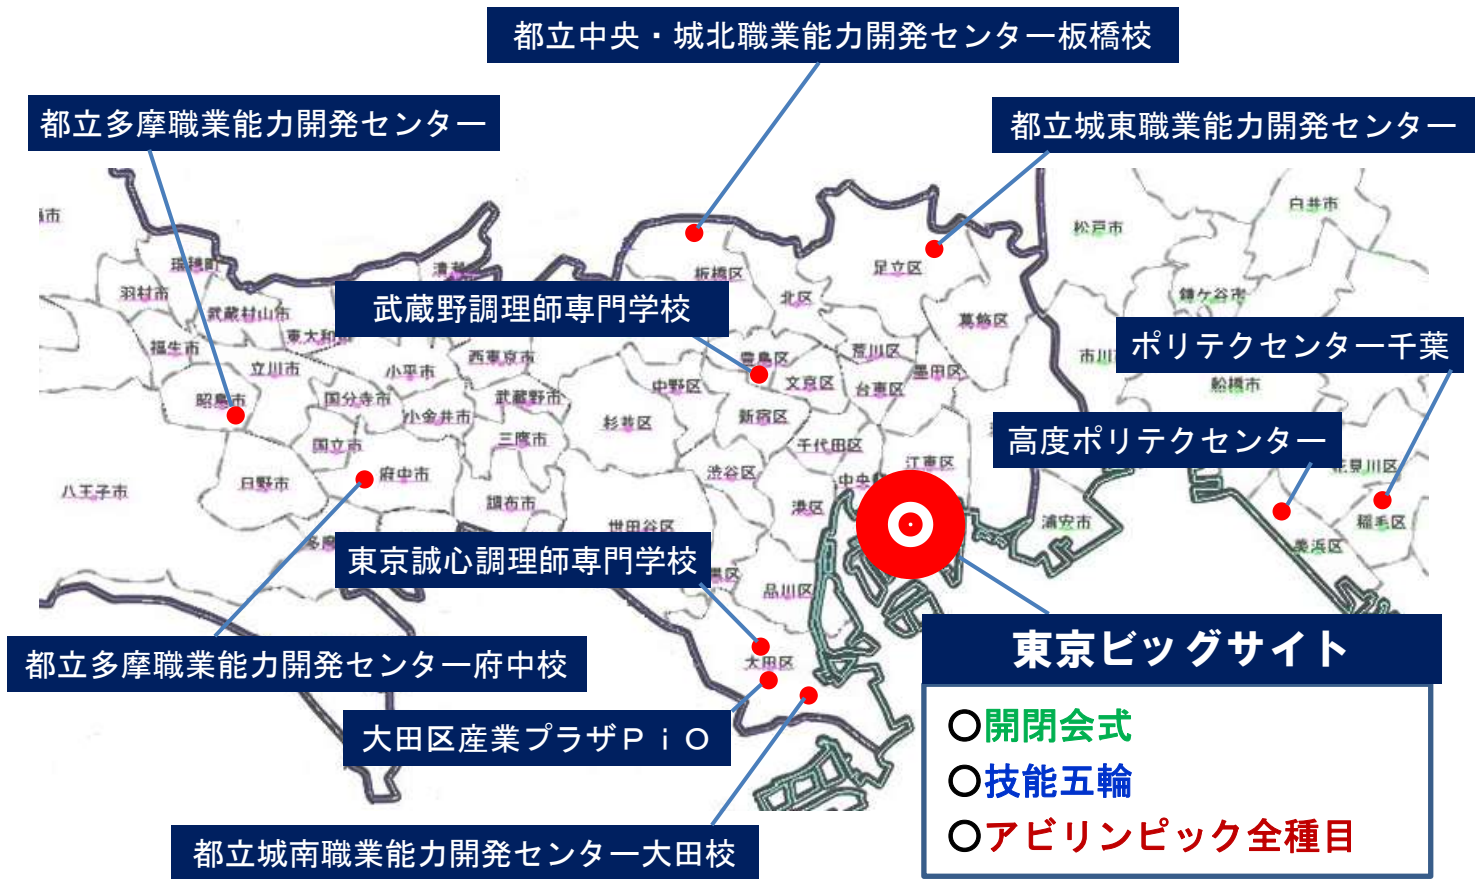 都立中央・城北職業能力開発センター板橋校
都立多摩職業能力開発センター
都立城東職業能力開発センター
白井市
松戸市
瑞穂町
板橋区
足立区
羽村市
北区
鎌ケ谷市
武蔵村山市
武蔵野調理師専門学校
葛飾区
東大和市
福生市
西東京市
豊島区
荒川区
市川
ポリテクセンター千葉
立川市
小平市
中野区
文京区
台東区
墨田区
船橋市
昭島市
国分寺市
小金井市
武蔵野市
杉並区
新宿区
国立市
三鷹市
千代田区
高度ポリテクセンター
府中市
渋谷区
江東区
花見川区
八王子市
日野市
調布市
中央
港区
世田谷区
浦安市
稲毛区
美浜区
多摩
東京誠心調理師専門学校
品川区
都立多摩職業能力開発センター府中校
大田区
東京ビッグサイト
大田区産業プラザＰｉＯ
〇開閉会式
〇技能五輪
〇アビリンピック全種目
都立城南職業能力開発センター大田校